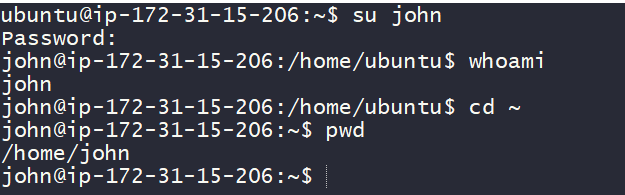 ubuntu@ip-172-31-15-206:~$ su john
Password:
john@ip-172-31-15-206:/home/ubuntu$ whoami
john
john@ip-172-31-15-206:/home/ubuntu$ cd ~
john@ip-172-31-15-206:~$ pwd
/home/john
john@ip-172-31-15-206:~$